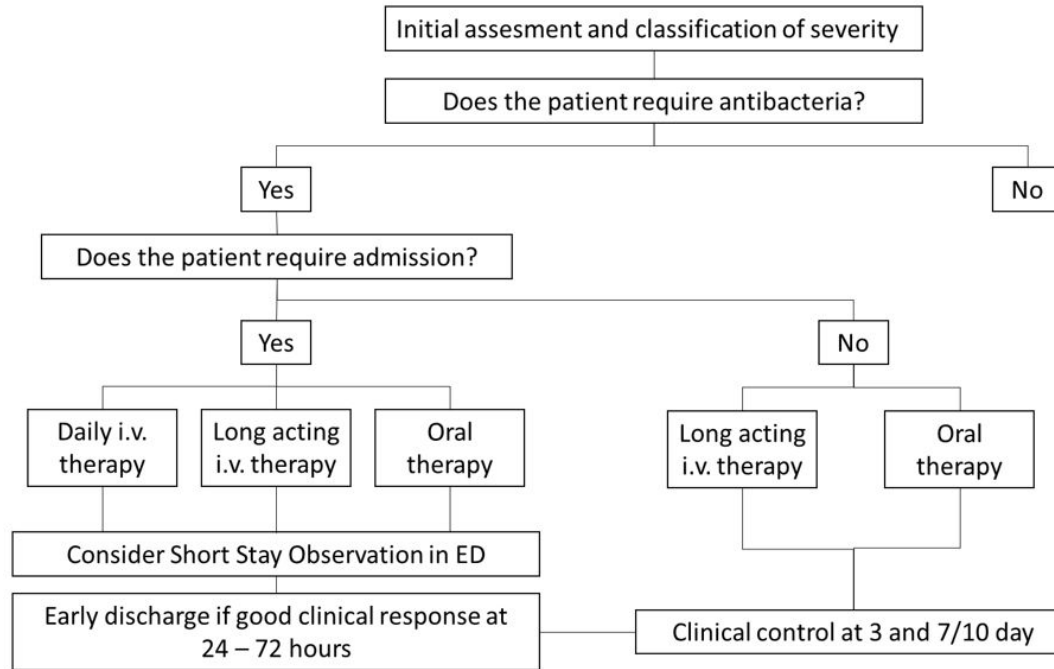 Initial assesment and classification of severity
Does the patient require antibacteria?
Yes
No
Does the patient require admission?
Yes
No
Daily i.v.
therapy
Long acting
i.v. therapy
Oral
therapy
Long acting
i.v. therapy
Oral
therapy
Consider Short Stay Observation in ED
Early discharge if good clinical response at
24 – 72 hours
Clinical control at 3 and 7/10 day